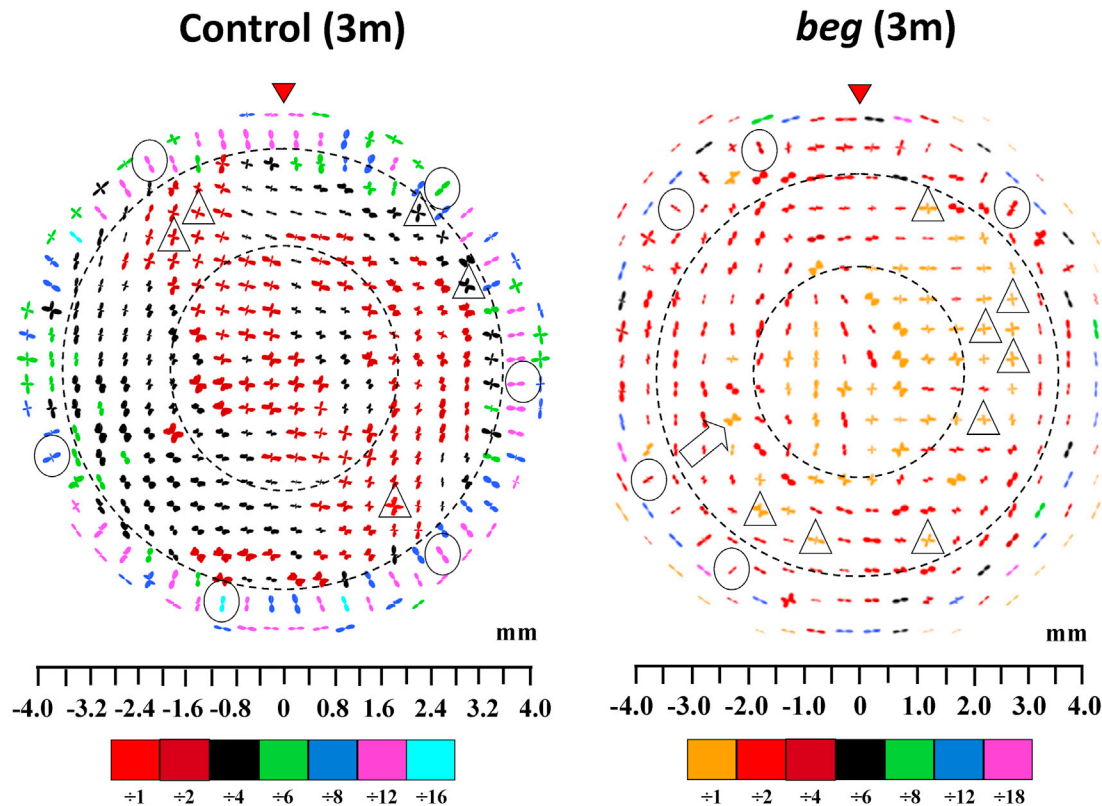 Control (3m)
beg (3m)
mm
mm
-4.0 -3.2 -2.4 -1.6 -0.8 0 0.8 1.6 2.4 3.2 4.0
-4.0 -3.0 -2.0 -1.0 0 1.0 2.0 3.0 4.0
÷1 ÷2 ÷4 ÷6 ÷8 ÷12 ÷16
÷1 ÷2 ÷4 ÷6 ÷8 ÷12 ÷18